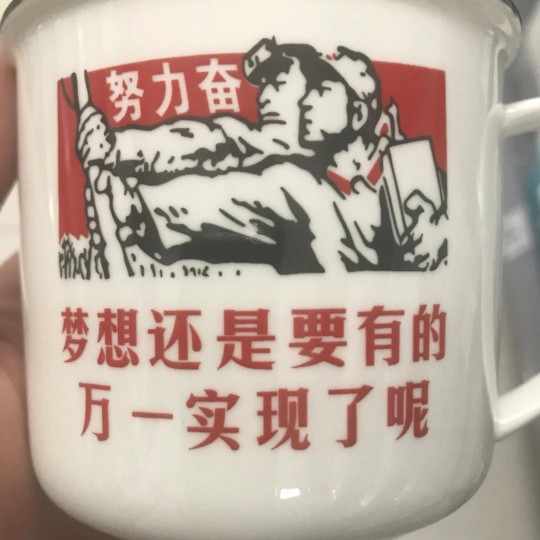 努力奋
梦想还是要有的
万一实现了呢